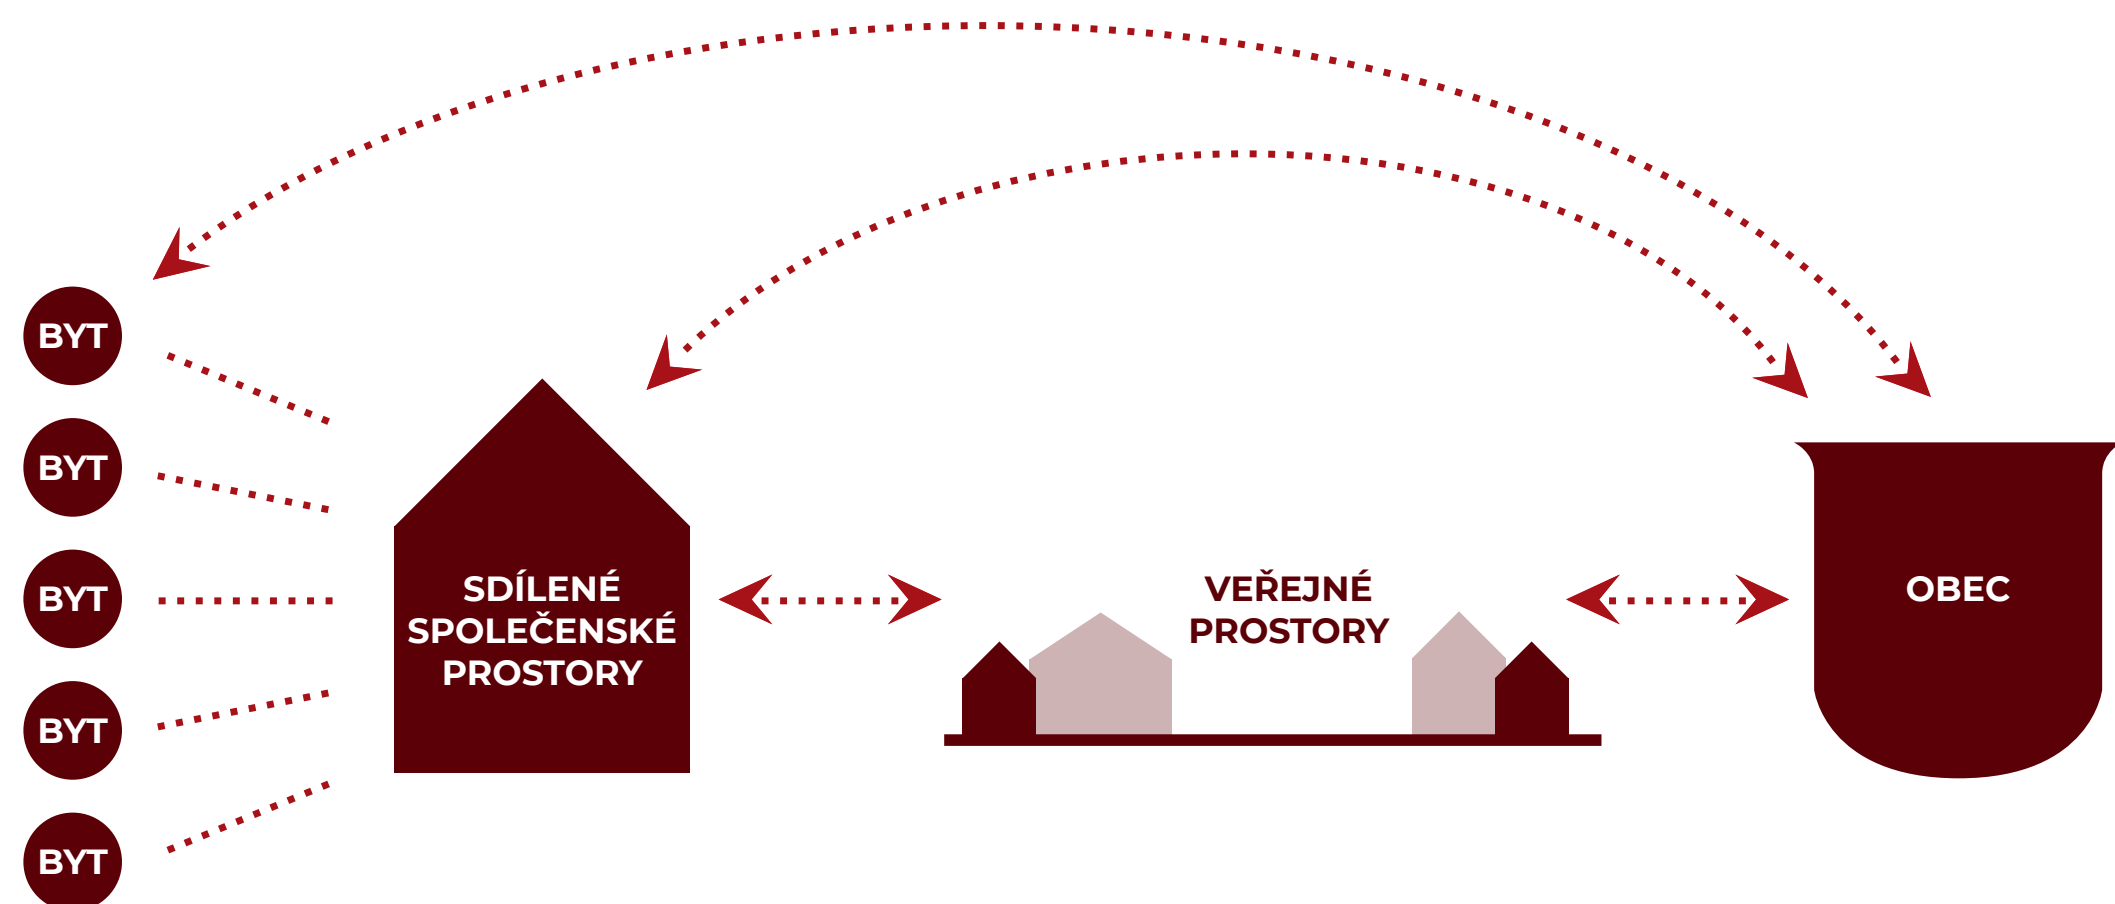 BYT
BYT
BYT
BYT
BYT
SDÍLENÉ
SPOLEČENSKÉ
PROSTORY
VEŘEJNÉ
PROSTORY
OBEC